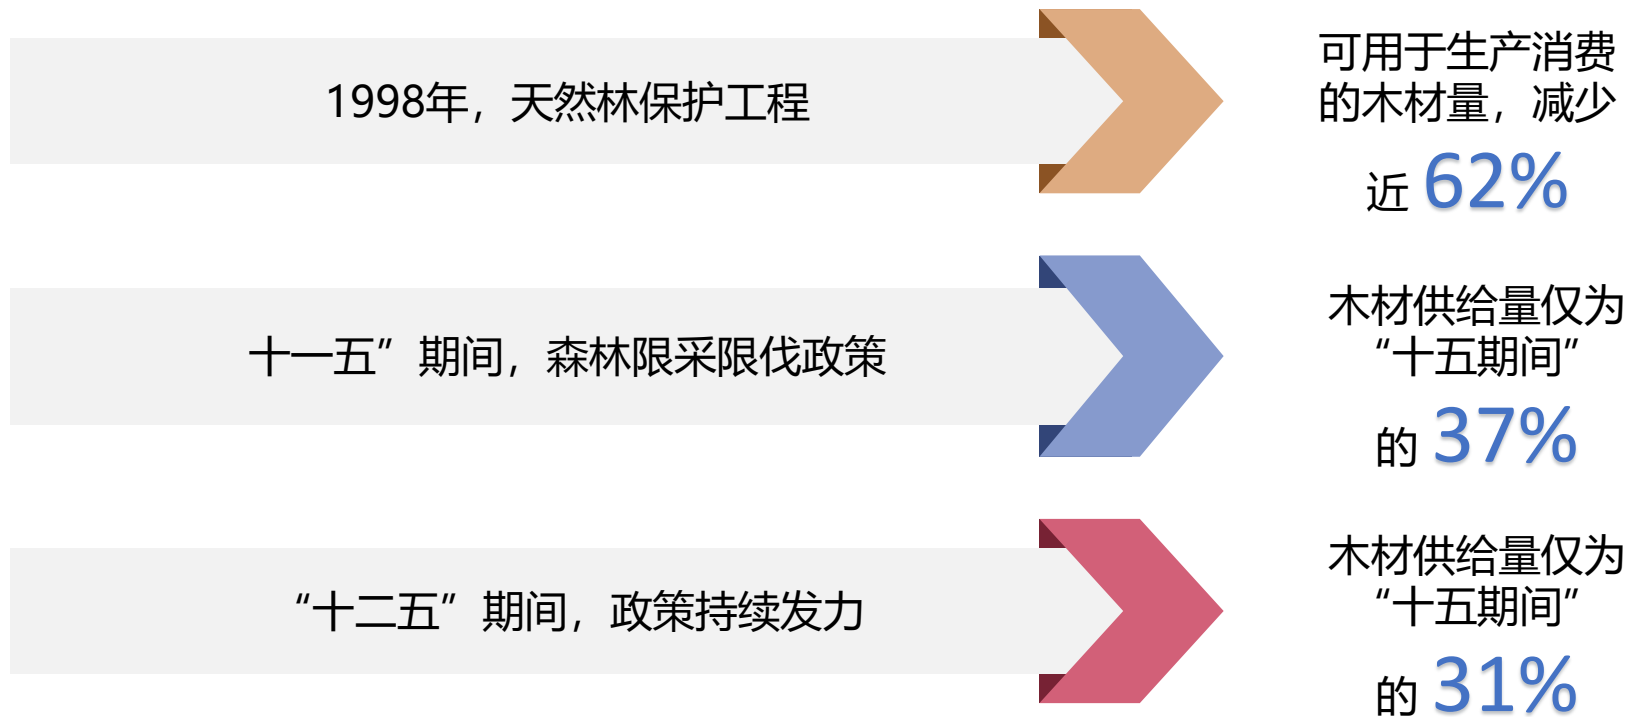 1998年，天然林保护工程
可用于生产消费
的木材量，减少
近 62%
十一五”期间，森林限采限伐政策
木材供给量仅为
“十五期间”
的 37%
“十二五”期间，政策持续发力
木材供给量仅为
“十五期间”
的 31%